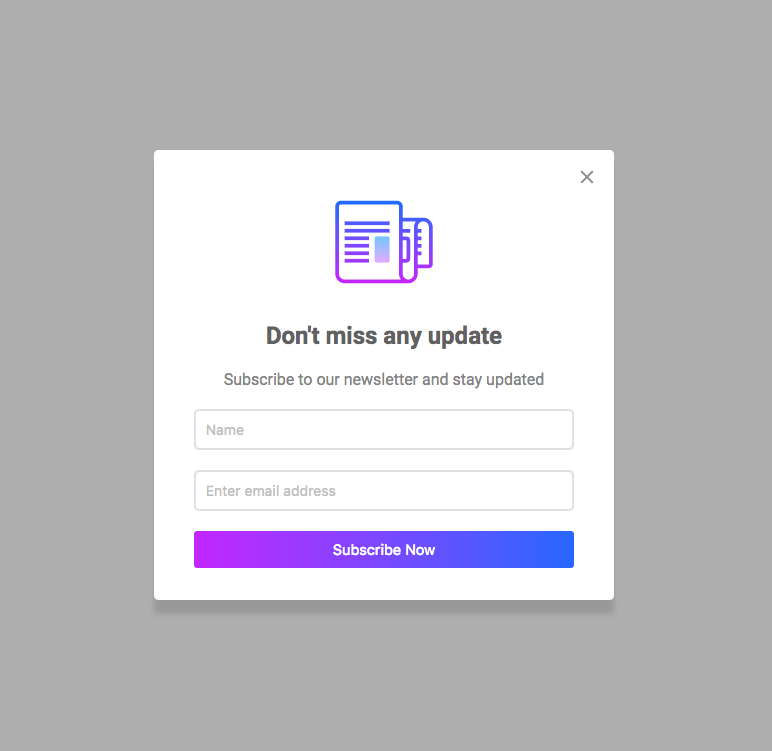 Don't miss any update
Subscribe to our newsletter and stay updated
Name
Enter email address
Subscribe Now